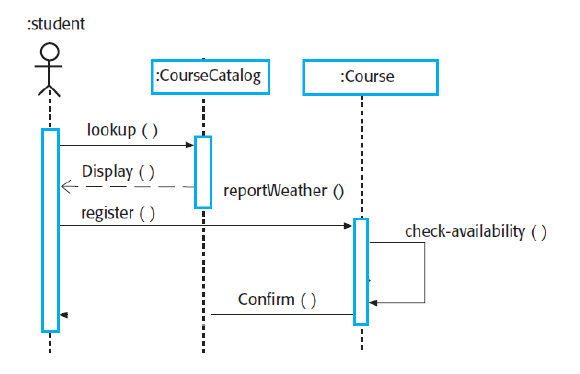 :student
:CourseCatalog
:Course
lookup ( )
Display ( )
reportWeather ()
register ( )
check-availability ( )
Confirm ( )